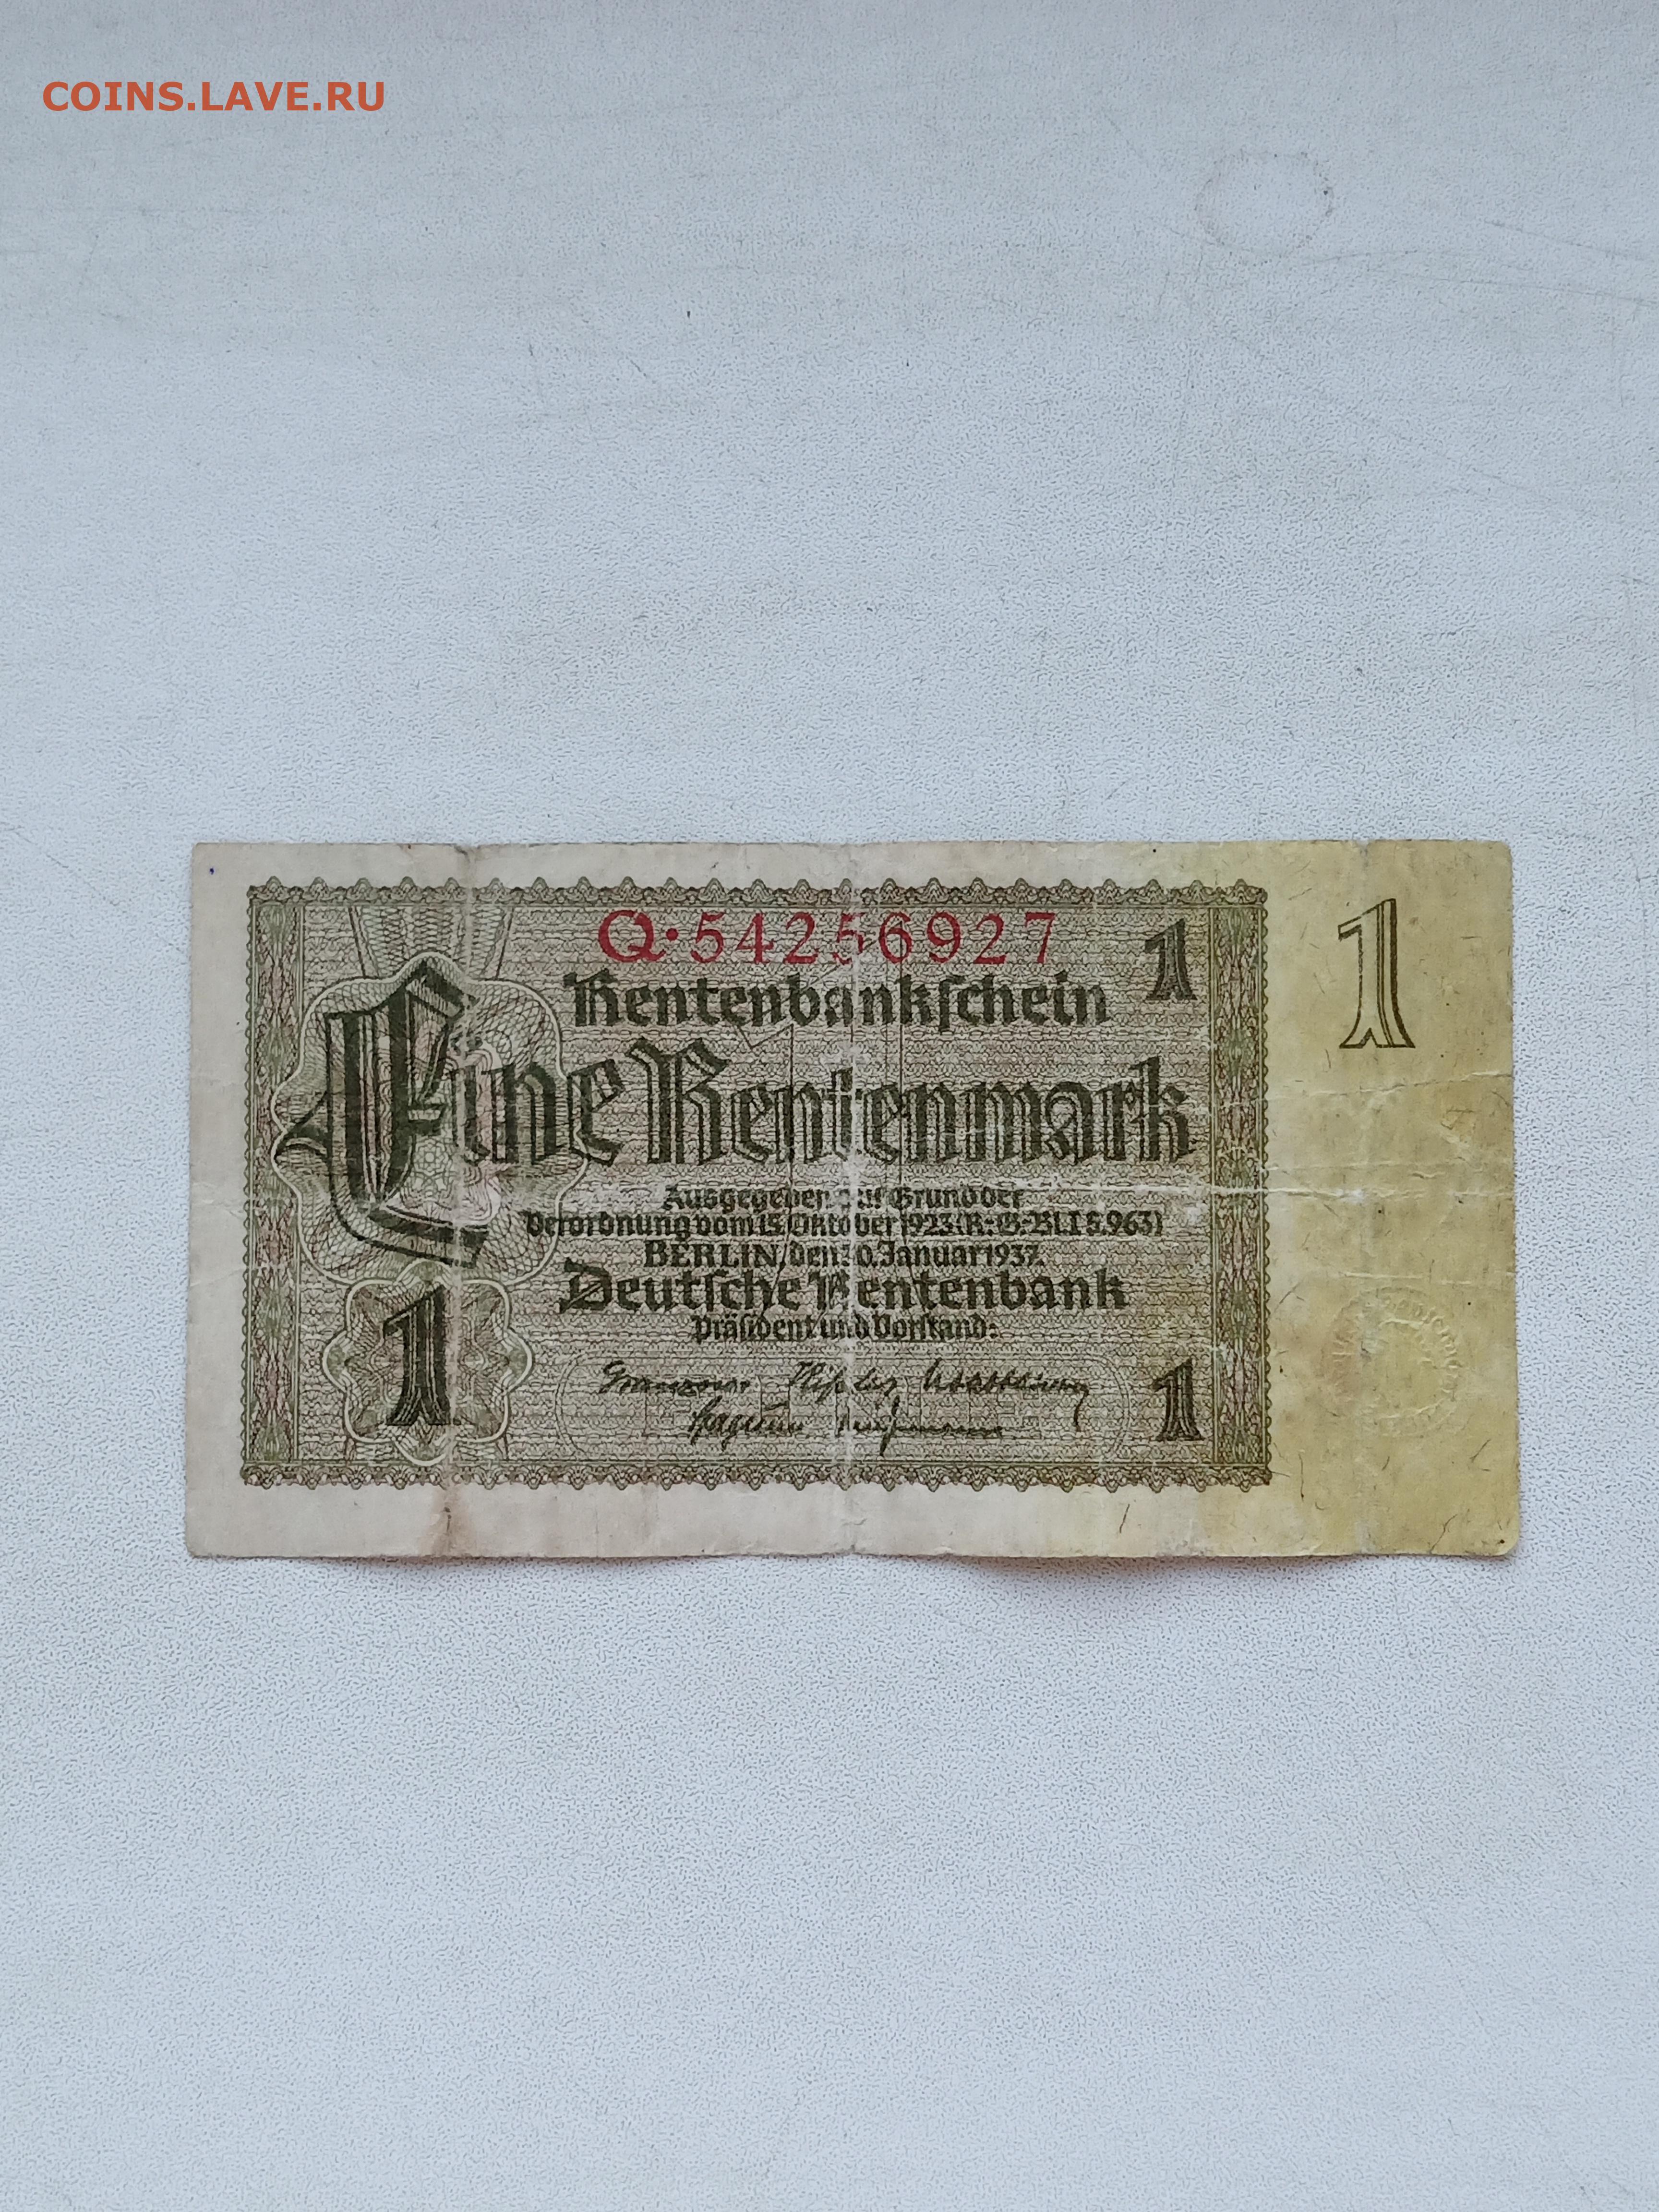 COINS.LAVE.RU
Q·54256927
Rentenbankſchein
1
1
Eine Rentenmark
Ausgegeben auf Grund der
Verordnung vom 15. Oktober 1923 (R.-G.-Bl. I S. 963)
BERLIN, den 30. Januar 1937.
Deutſche Rentenbank
Präſident und Vorſtand:
1
1